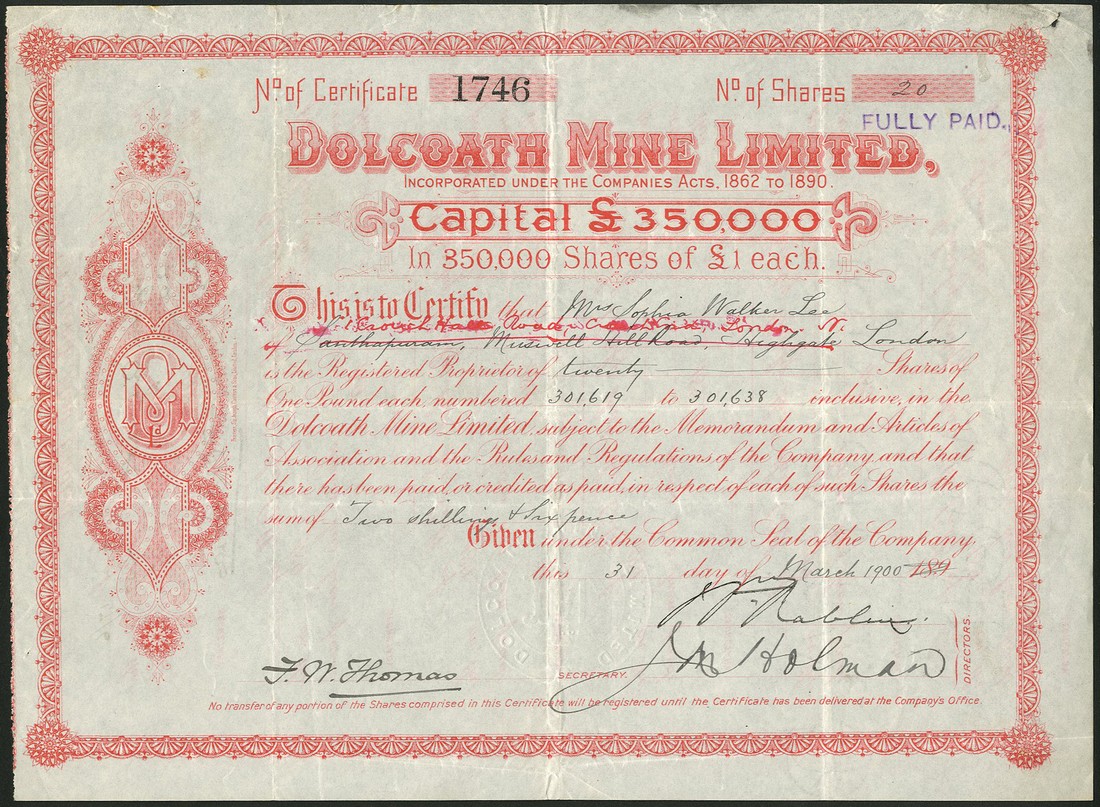 No. of Certificate 1746 No. of Shares 20
FULLY PAID.
DOLCOATH MINE LIMITED,
INCORPORATED UNDER THE COMPANIES ACTS, 1862 TO 1890.
Capital £350,000
In 350,000 Shares of £1 each.
This is to Certify that Mrs Sophia Walker Lee
Crouch Road, London N.
of Santhapuram, Muswell Hill Road, Highgate London
is the Registered Proprietor of twenty Shares of
One Pound each, numbered 301,619 to 301,638 inclusive, in the
Dolcoath Mine Limited, subject to the Memorandum and Articles of
Association and the Rules and Regulations of the Company, and that
there has been paid, or credited as paid, in respect of each of such Shares the
sum of Two shillings & Sixpence
Given under the Common Seal of the Company,
this 31 day of March 1900 189
Rablin.
J M Holman
DIRECTORS.
F. W. Thomas SECRETARY.
No transfer of any portion of the Shares comprised in this Certificate will be registered until the Certificate has been delivered at the Company's Office.